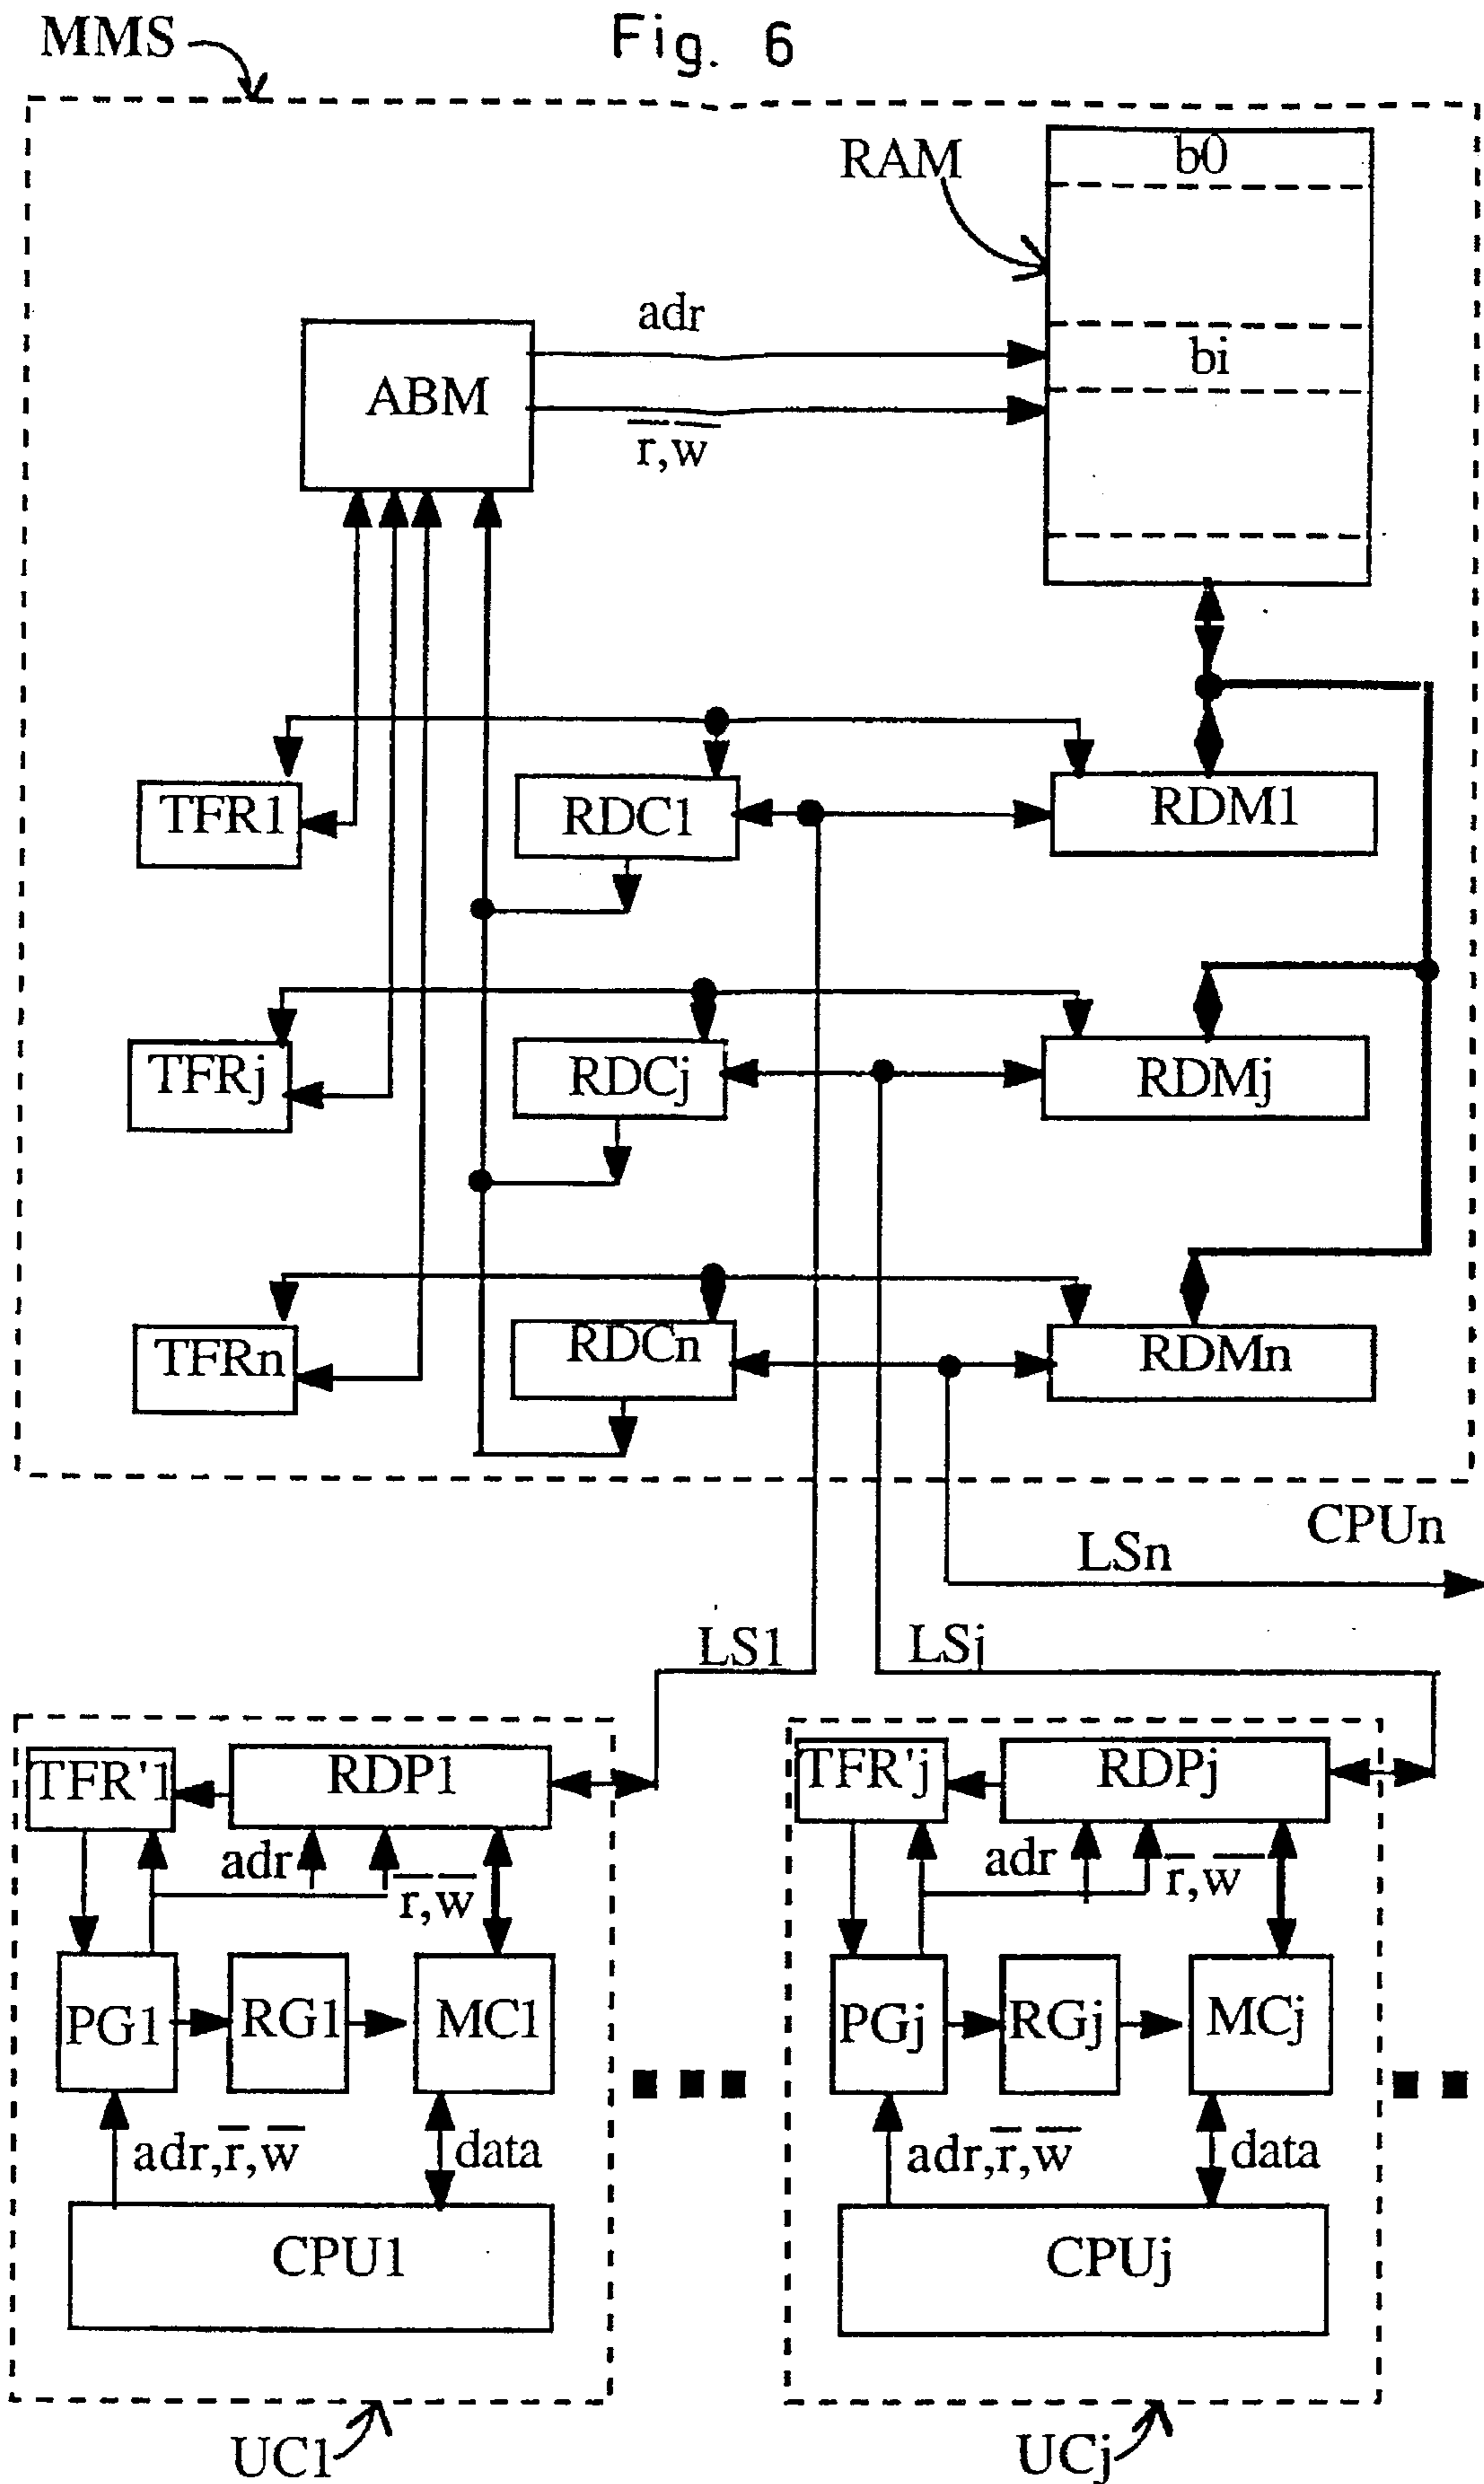 MMS
Fig. 6
RAM
b0
adr
bi
ABM
r̅,w̅
TFR1
RDC1
RDM1
TFRj
RDCj
RDMj
TFRn
RDCn
RDMn
CPUn
LSn
LS1
LSj
TFR'1
RDP1
TFR'j
RDPj
adr
r̅,w̅
adr
r̅,w̅
PG1
RG1
MC1
PGj
RGj
MCj
adr,r̅,w̅
data
adr,r̅,w̅
data
CPU1
CPUj
UC1
UCj